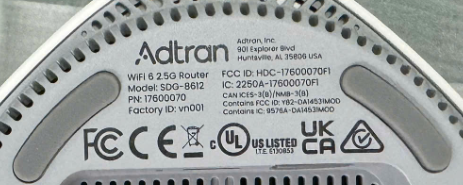 Adtran
Adtran, Inc.
901 Explorer Blvd
Huntsville, AL 35806 USA
WiFi 6 2.5G Router
Model: SDG-8612
PN: 17600070
Factory ID: vn001
FCC ID: HDC-17600070F1
IC: 2250A-17600070F1
CAN ICES-3(B)/NMB-3(B)
Contains FCC ID: Y82-DA14531MOD
Contains IC: 9576A-DA14531MOD
FC CE c UL US LISTED UK CA
I.T.E. E130853